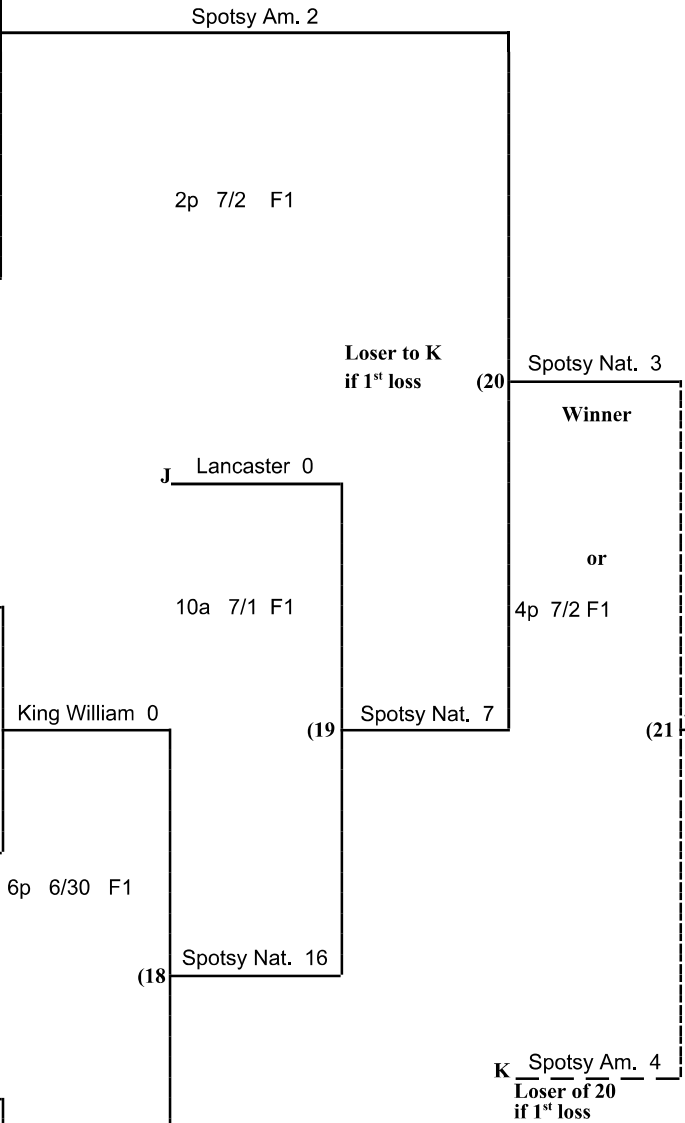 Spotsy Am. 2
2p 7/2 F1
Loser to K
if 1st loss
(20
Spotsy Nat. 3
Winner
J
Lancaster 0
or
10a 7/1 F1
4p 7/2 F1
King William 0
(19
Spotsy Nat. 7
(21
6p 6/30 F1
(18
Spotsy Nat. 16
K
Spotsy Am. 4
Loser of 20
if 1st loss